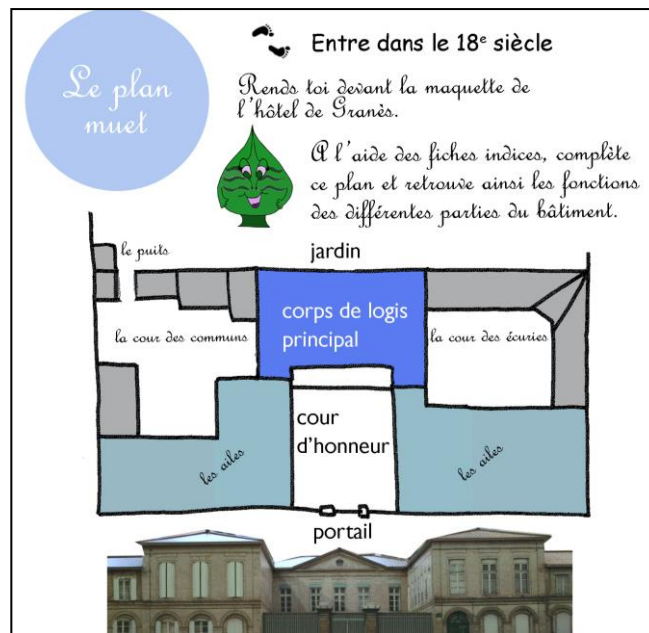 Le plan
muet
Entre dans le 18e siècle
Rends toi devant la maquette de
l'hôtel de Granès.
A l'aide des fiches indices, complète
ce plan et retrouve ainsi les fonctions
des différentes parties du bâtiment.
le puits
jardin
corps de logis
principal
la cour des communs
la cour des écuries
cour
d'honneur
les ailes
les ailes
portail